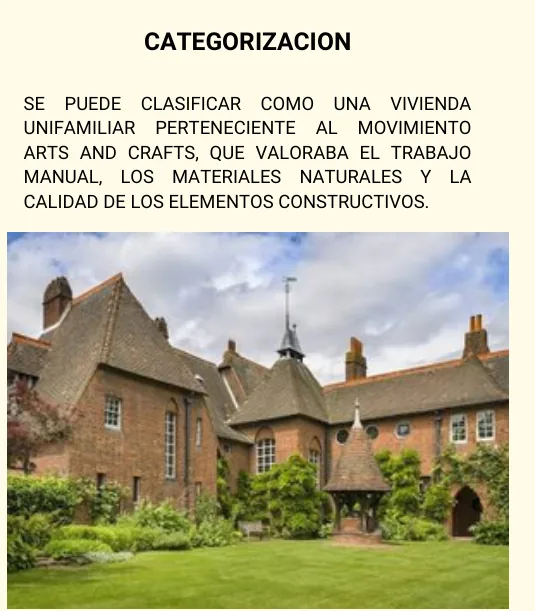 CATEGORIZACION
SE PUEDE CLASIFICAR COMO UNA VIVIENDA
UNIFAMILIAR PERTENECIENTE AL MOVIMIENTO
ARTS AND CRAFTS, QUE VALORABA EL TRABAJO
MANUAL, LOS MATERIALES NATURALES Y LA
CALIDAD DE LOS ELEMENTOS CONSTRUCTIVOS.